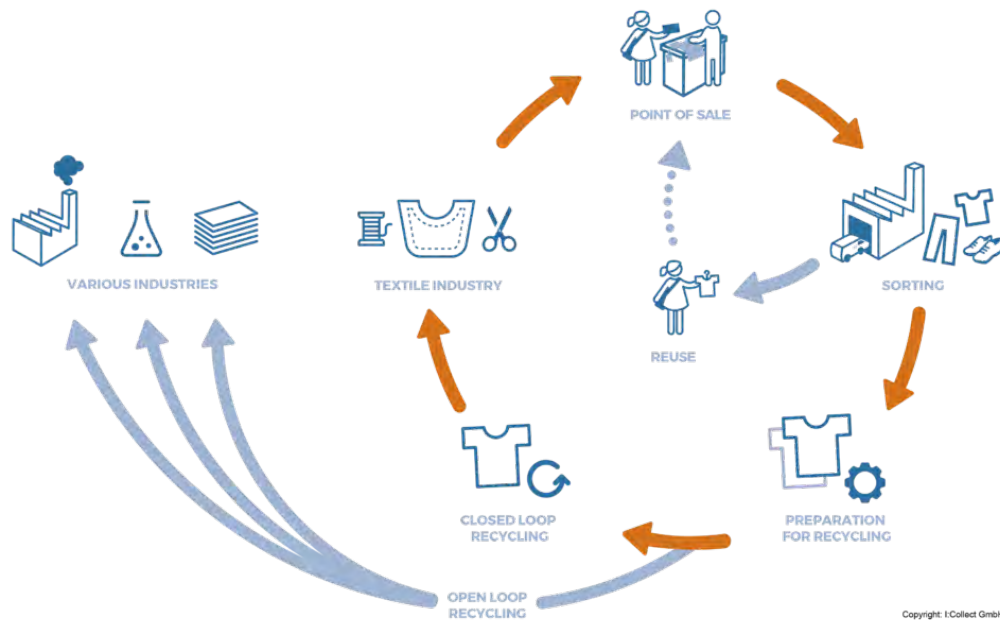 POINT OF SALE
VARIOUS INDUSTRIES
TEXTILE INDUSTRY
SORTING
REUSE
CLOSED LOOP
RECYCLING
PREPARATION
FOR RECYCLING
OPEN LOOP
RECYCLING
Copyright: I:Collect GmbH